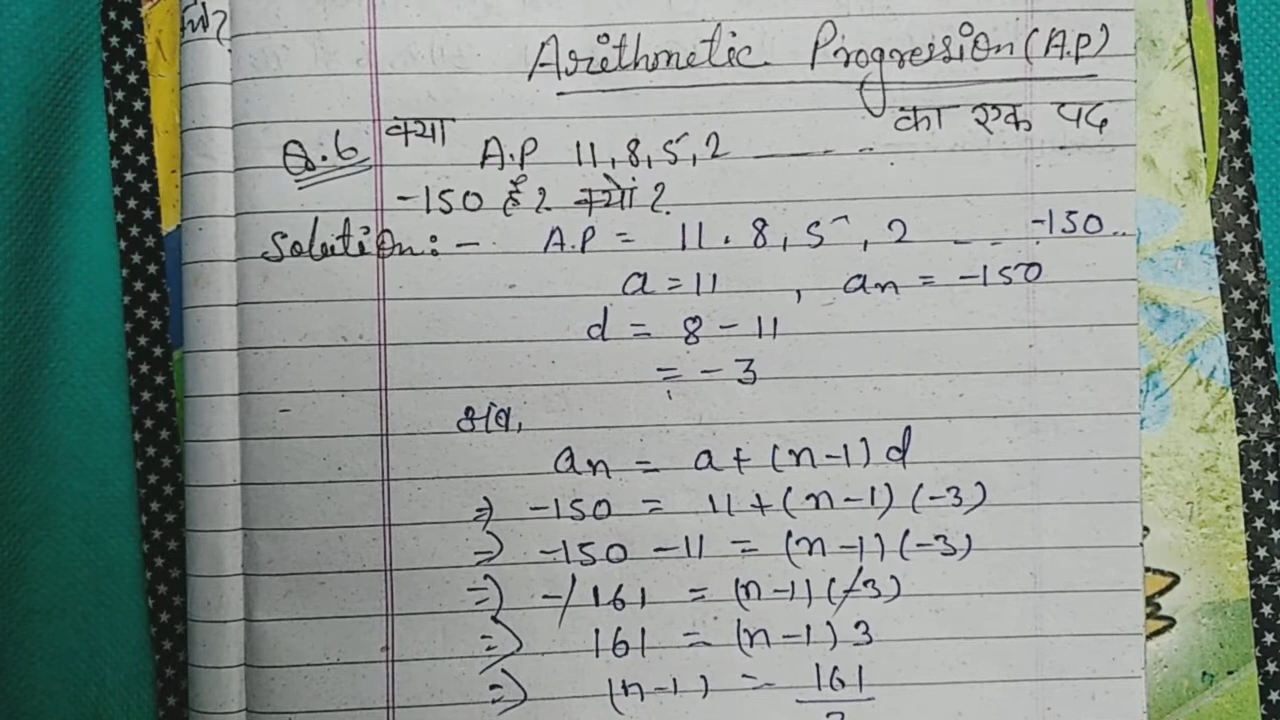 Arithmetic Progression (A.P)
Q.6 क्या A.P 11, 8, 5, 2 ---- का एक पद
-150 है? क्यों?
Solution:- A.P = 11, 8, 5, 2 -- -150..
a = 11 , an = -150
d = 8 - 11
= -3
अब,
an = a + (n-1) d
⇒ -150 = 11 + (n-1) (-3)
⇒ -150 - 11 = (n-1) (-3)
⇒ -161 = (n-1) (-3)
⇒ 161 = (n-1) 3
⇒ (n-1) = 161/3